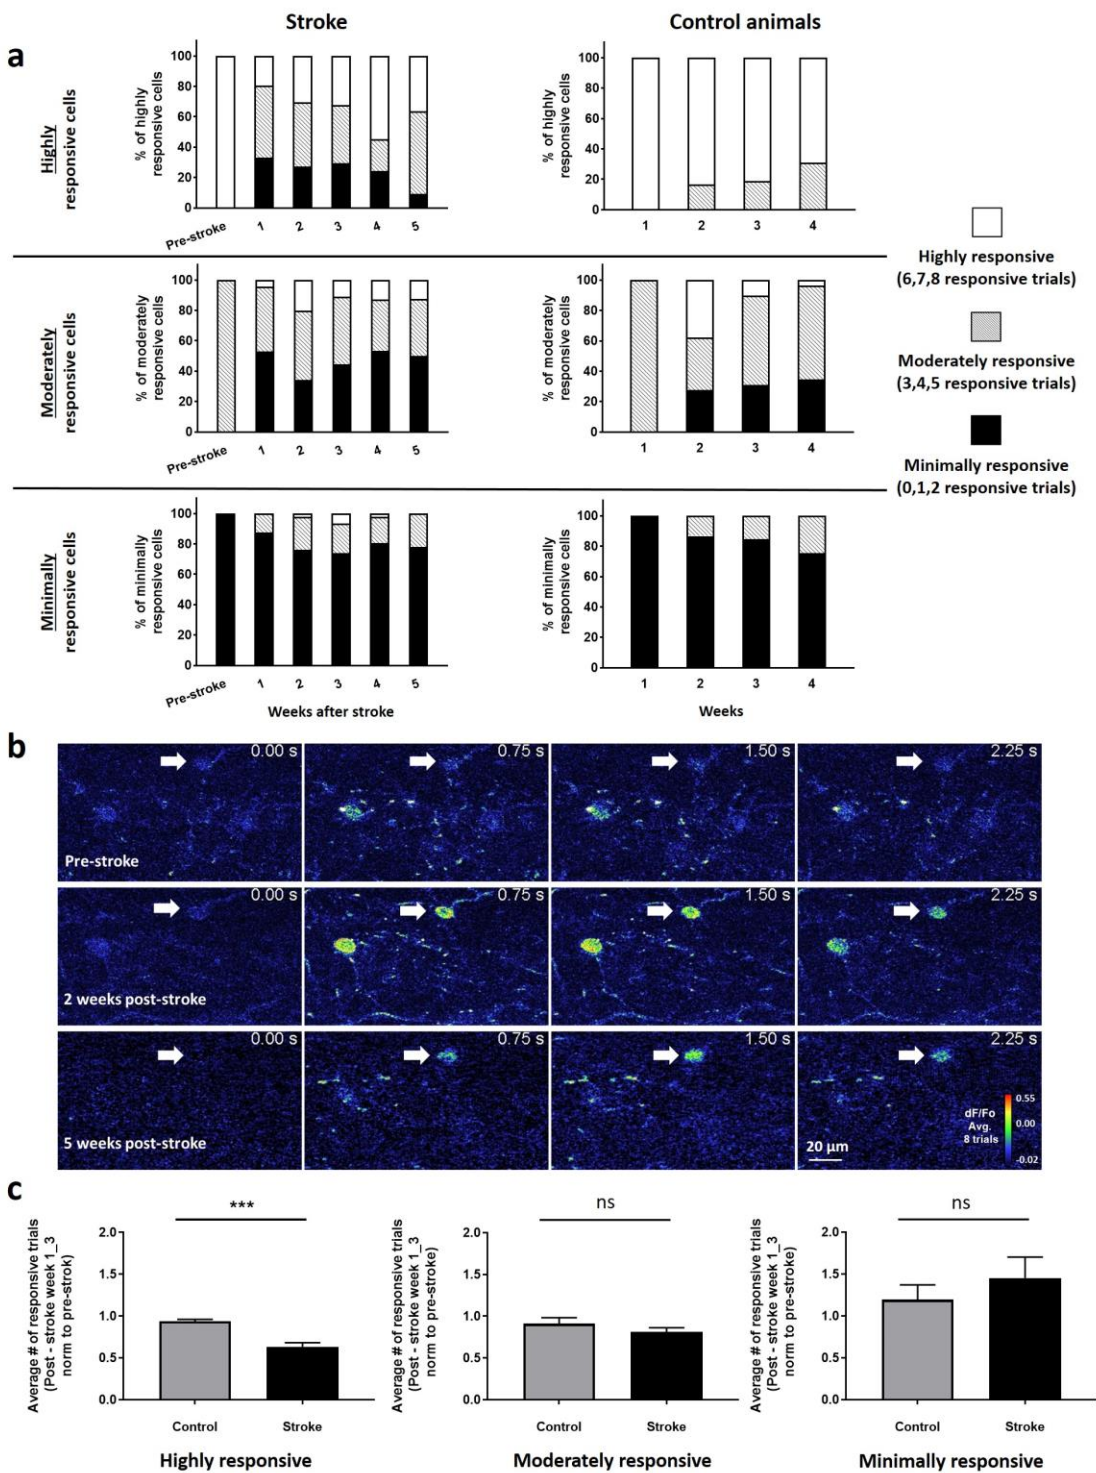 Stroke
Control animals
a
Highly
responsive cells
% of highly
responsive cells
100
80
60
40
20
0
Pre-stroke
1
2
3
4
5
% of highly
responsive cells
100
80
60
40
20
0
1
2
3
4
Highly responsive
(6,7,8 responsive trials)
Moderately responsive
(3,4,5 responsive trials)
Minimally responsive
(0,1,2 responsive trials)
Moderately
responsive cells
% of moderately
responsive cells
100
80
60
40
20
0
Pre-stroke
1
2
3
4
5
% of moderately
responsive cells
100
80
60
40
20
0
1
2
3
4
Minimally
responsive cells
% of minimally
responsive cells
100
80
60
40
20
0
Pre-stroke
1
2
3
4
5
Weeks after stroke
% of minimally
responsive cells
100
80
60
40
20
0
1
2
3
4
Weeks
b
0.00 s
0.75 s
1.50 s
2.25 s
Pre-stroke
0.00 s
0.75 s
1.50 s
2.25 s
2 weeks post-stroke
0.00 s
0.75 s
1.50 s
2.25 s
5 weeks post-stroke
20 μm
dF/Fo
Avg.
8 trials
0.55
0.00
-0.02
c
Average # of responsive trials
(Post - stroke week 1_3
norm to pre-strok)
2.0
1.5
1.0
0.5
0.0
***
Control
Stroke
Highly responsive
Average # of responsive trials
(Post - stroke week 1_3
norm to pre-stroke)
2.0
1.5
1.0
0.5
0.0
ns
Control
Stroke
Moderately responsive
Average # of responsive trials
(Post - stroke week 1_3
norm to pre-stroke)
2.0
1.5
1.0
0.5
0.0
ns
Control
Stroke
Minimally responsive